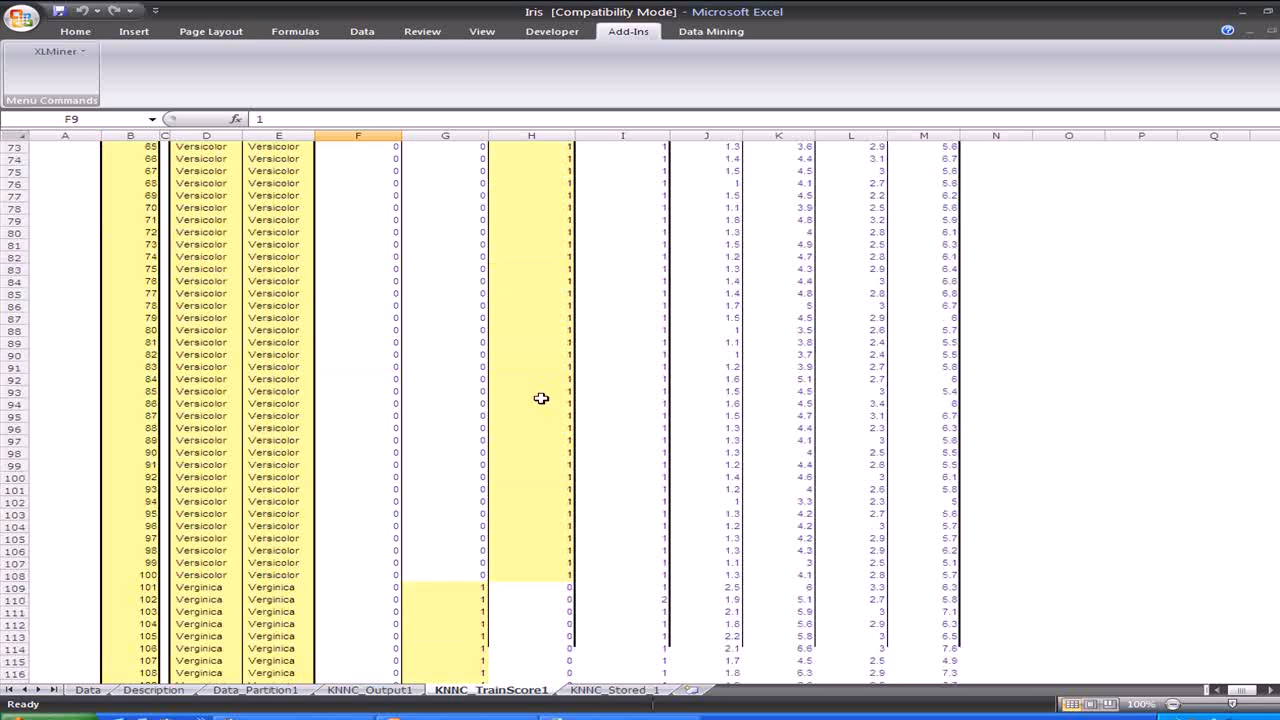 Iris [Compatibility Mode] - Microsoft Excel
Home Insert Page Layout Formulas Data Review View Developer Add-Ins Data Mining
XLMiner
Menu Commands
F9 fx 1
A B C D E F G H I J K L M N O P Q
73 65 Versicolor Versicolor 0 0 1 1 1.3 3.6 2.9 5.6
74 66 Versicolor Versicolor 0 0 1 1 1.4 4.4 3.1 6.7
75 67 Versicolor Versicolor 0 0 1 1 1.5 4.5 3 5.6
76 68 Versicolor Versicolor 0 0 1 1 1 4.1 2.7 5.8
77 69 Versicolor Versicolor 0 0 1 1 1.5 4.5 2.2 6.2
78 70 Versicolor Versicolor 0 0 1 1 1.1 3.9 2.5 5.6
79 71 Versicolor Versicolor 0 0 1 1 1.8 4.8 3.2 5.9
80 72 Versicolor Versicolor 0 0 1 1 1.3 4 2.8 6.1
81 73 Versicolor Versicolor 0 0 1 1 1.5 4.9 2.5 6.3
82 74 Versicolor Versicolor 0 0 1 1 1.2 4.7 2.8 6.1
83 75 Versicolor Versicolor 0 0 1 1 1.3 4.3 2.9 6.4
84 76 Versicolor Versicolor 0 0 1 1 1.4 4.4 3 6.6
85 77 Versicolor Versicolor 0 0 1 1 1.4 4.8 2.8 6.8
86 78 Versicolor Versicolor 0 0 1 1 1.7 5 3 6.7
87 79 Versicolor Versicolor 0 0 1 1 1.5 4.5 2.9 6
88 80 Versicolor Versicolor 0 0 1 1 1 3.5 2.6 5.7
89 81 Versicolor Versicolor 0 0 1 1 1.1 3.8 2.4 5.5
90 82 Versicolor Versicolor 0 0 1 1 1 3.7 2.4 5.5
91 83 Versicolor Versicolor 0 0 1 1 1.2 3.9 2.7 5.8
92 84 Versicolor Versicolor 0 0 1 1 1.6 5.1 2.7 6
93 85 Versicolor Versicolor 0 0 1 1 1.5 4.5 3 5.4
94 86 Versicolor Versicolor 0 0 1 1 1.6 4.5 3.4 6
95 87 Versicolor Versicolor 0 0 1 1 1.5 4.7 3.1 6.7
96 88 Versicolor Versicolor 0 0 1 1 1.3 4.4 2.3 6.3
97 89 Versicolor Versicolor 0 0 1 1 1.3 4.1 3 5.6
98 90 Versicolor Versicolor 0 0 1 1 1.3 4 2.5 5.5
99 91 Versicolor Versicolor 0 0 1 1 1.2 4.4 2.6 5.5
100 92 Versicolor Versicolor 0 0 1 1 1.4 4.6 3 6.1
101 93 Versicolor Versicolor 0 0 1 1 1.2 4 2.6 5.8
102 94 Versicolor Versicolor 0 0 1 1 1 3.3 2.3 5
103 95 Versicolor Versicolor 0 0 1 1 1.3 4.2 2.7 5.6
104 96 Versicolor Versicolor 0 0 1 1 1.2 4.2 3 5.7
105 97 Versicolor Versicolor 0 0 1 1 1.3 4.2 2.9 5.7
106 98 Versicolor Versicolor 0 0 1 1 1.3 4.3 2.9 6.2
107 99 Versicolor Versicolor 0 0 1 1 1.1 3 2.5 5.1
108 100 Versicolor Versicolor 0 0 1 1 1.3 4.1 2.8 5.7
109 101 Verginica Verginica 0 1 0 1 2.5 6 3.3 6.3
110 102 Verginica Verginica 0 1 0 2 1.9 5.1 2.7 5.8
111 103 Verginica Verginica 0 1 0 1 2.1 5.9 3 7.1
112 104 Verginica Verginica 0 1 0 1 1.8 5.6 2.9 6.3
113 105 Verginica Verginica 0 1 0 1 2.2 5.8 3 6.5
114 106 Verginica Verginica 0 1 0 1 2.1 6.6 3 7.6
115 107 Verginica Verginica 0 1 0 1 1.7 4.5 2.5 4.9
116 108 Verginica Verginica 0 1 0 1 1.8 6.3 2.9 7.3
Data Description Data_Partition1 KNNC_Output1 KNNC_TrainScore1 KNNC_Stored_1
Ready 100%